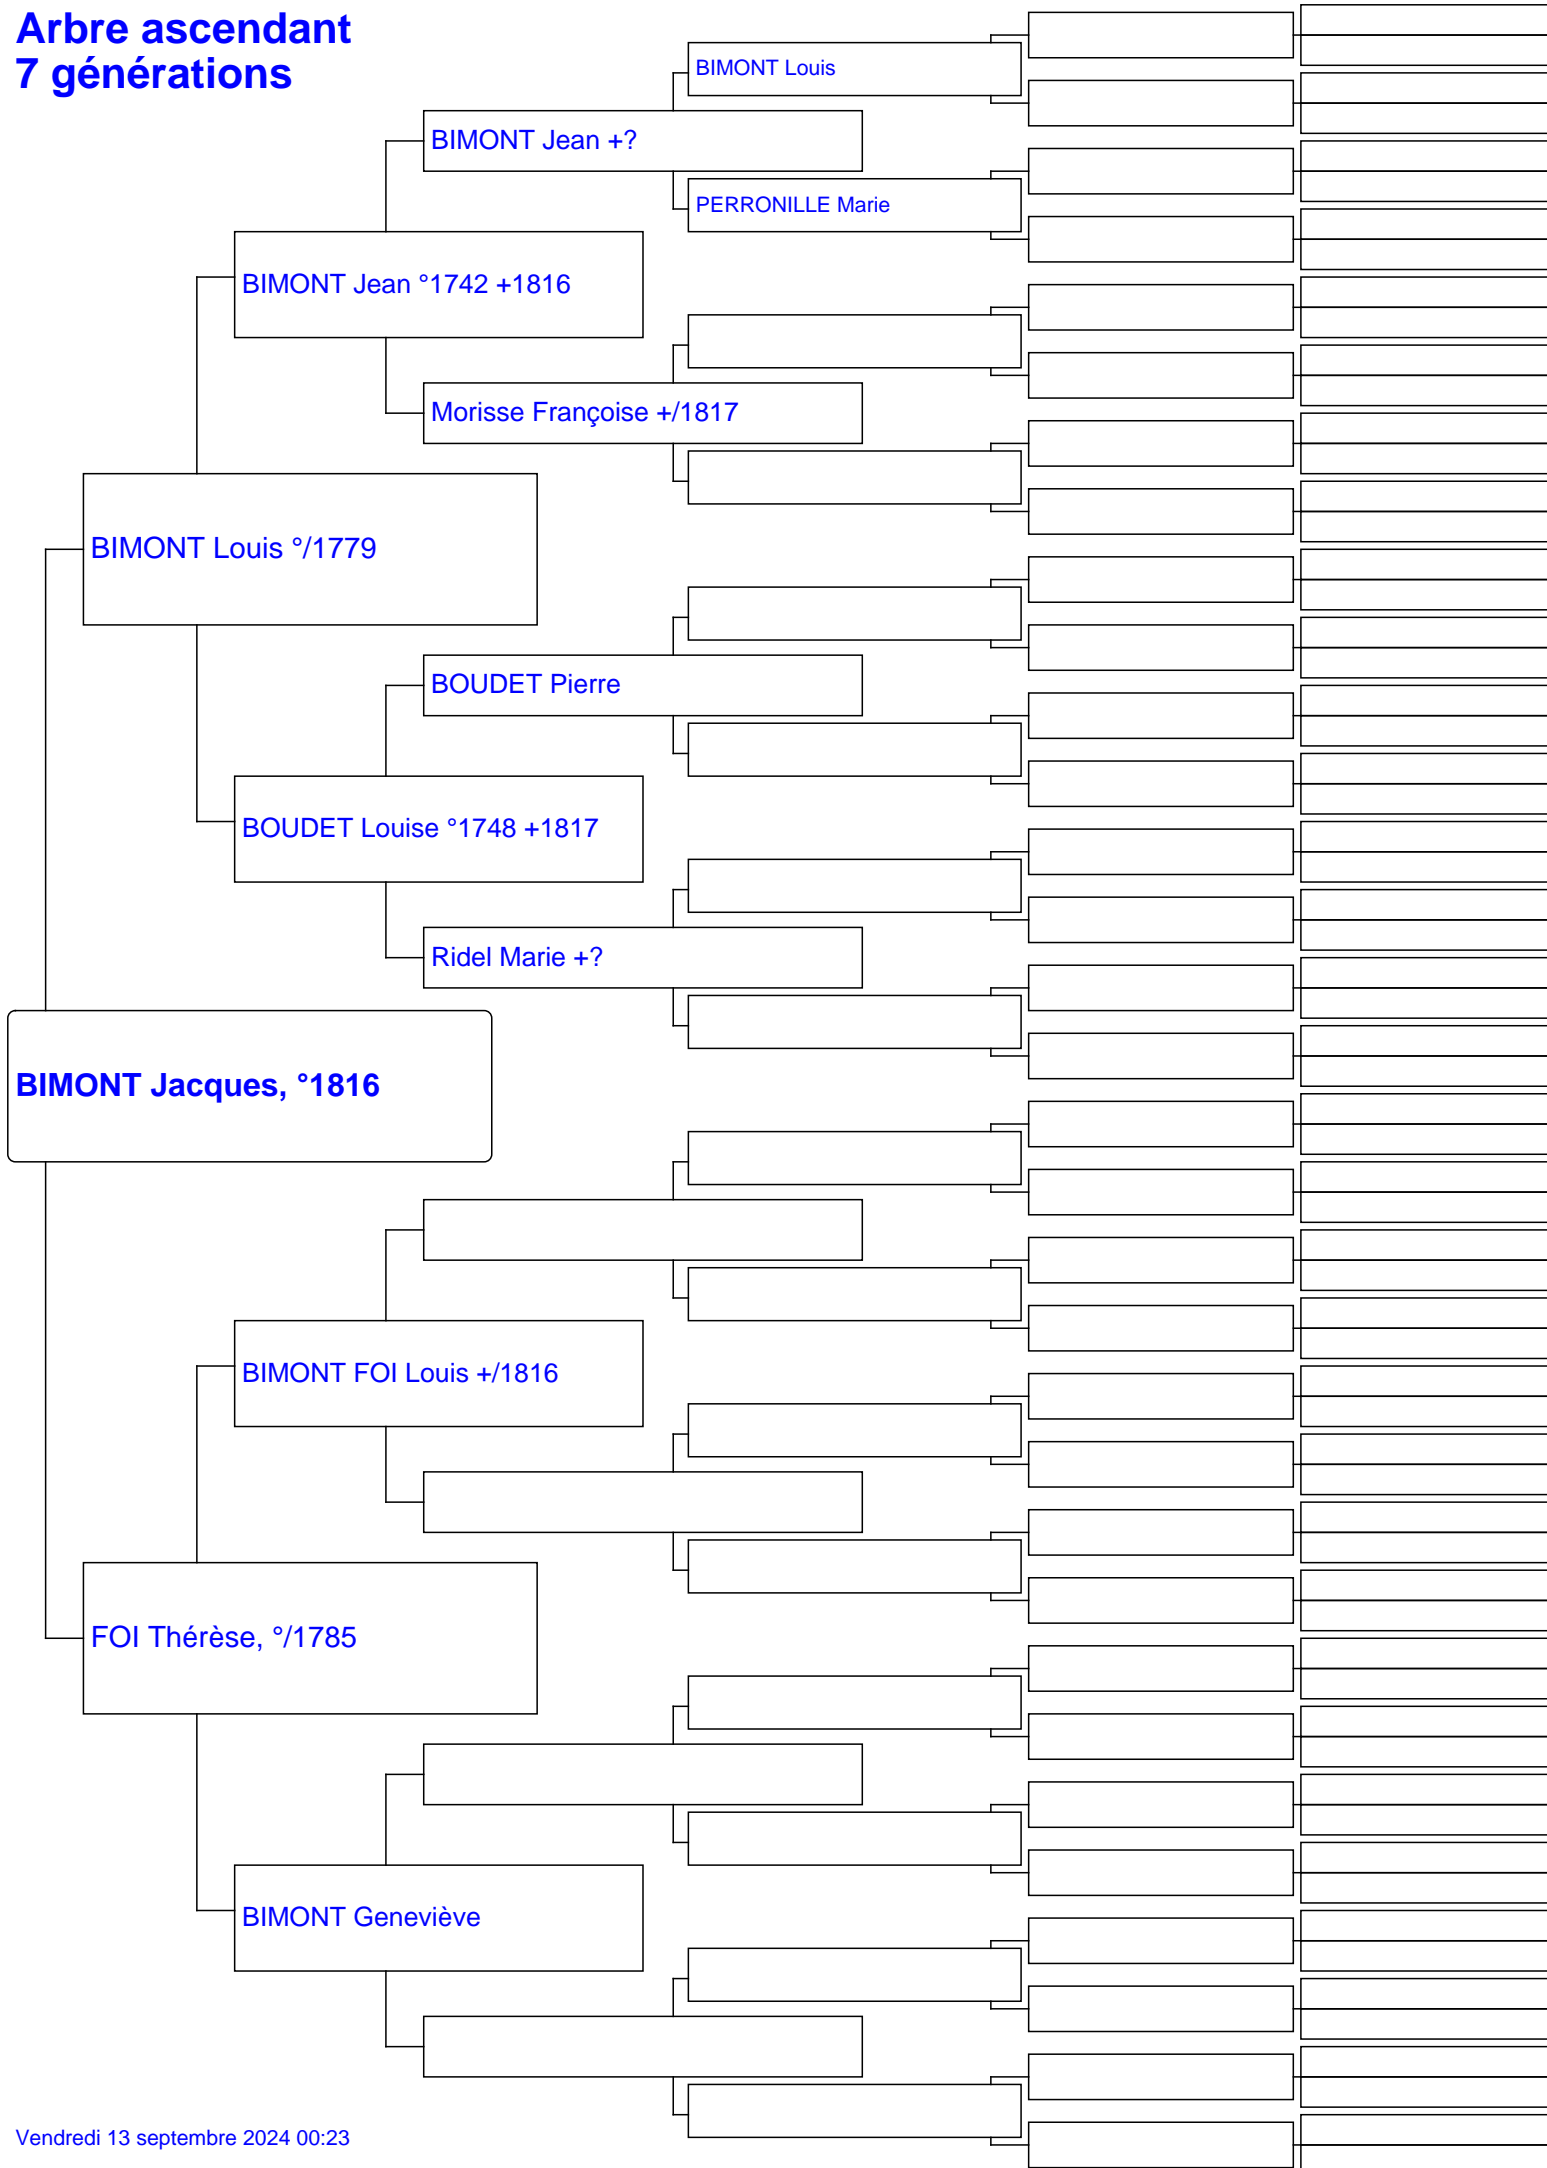 Arbre ascendant
7 générations
BIMONT Louis
BIMONT Jean +?
PERRONILLE Marie
BIMONT Jean °1742 +1816
Morisse Françoise +/1817
BIMONT Louis °/1779
BOUDET Pierre
BOUDET Louise °1748 +1817
Ridel Marie +?
BIMONT Jacques, °1816
BIMONT FOI Louis +/1816
FOI Thérèse, °/1785
BIMONT Geneviève
Vendredi 13 septembre 2024 00:23